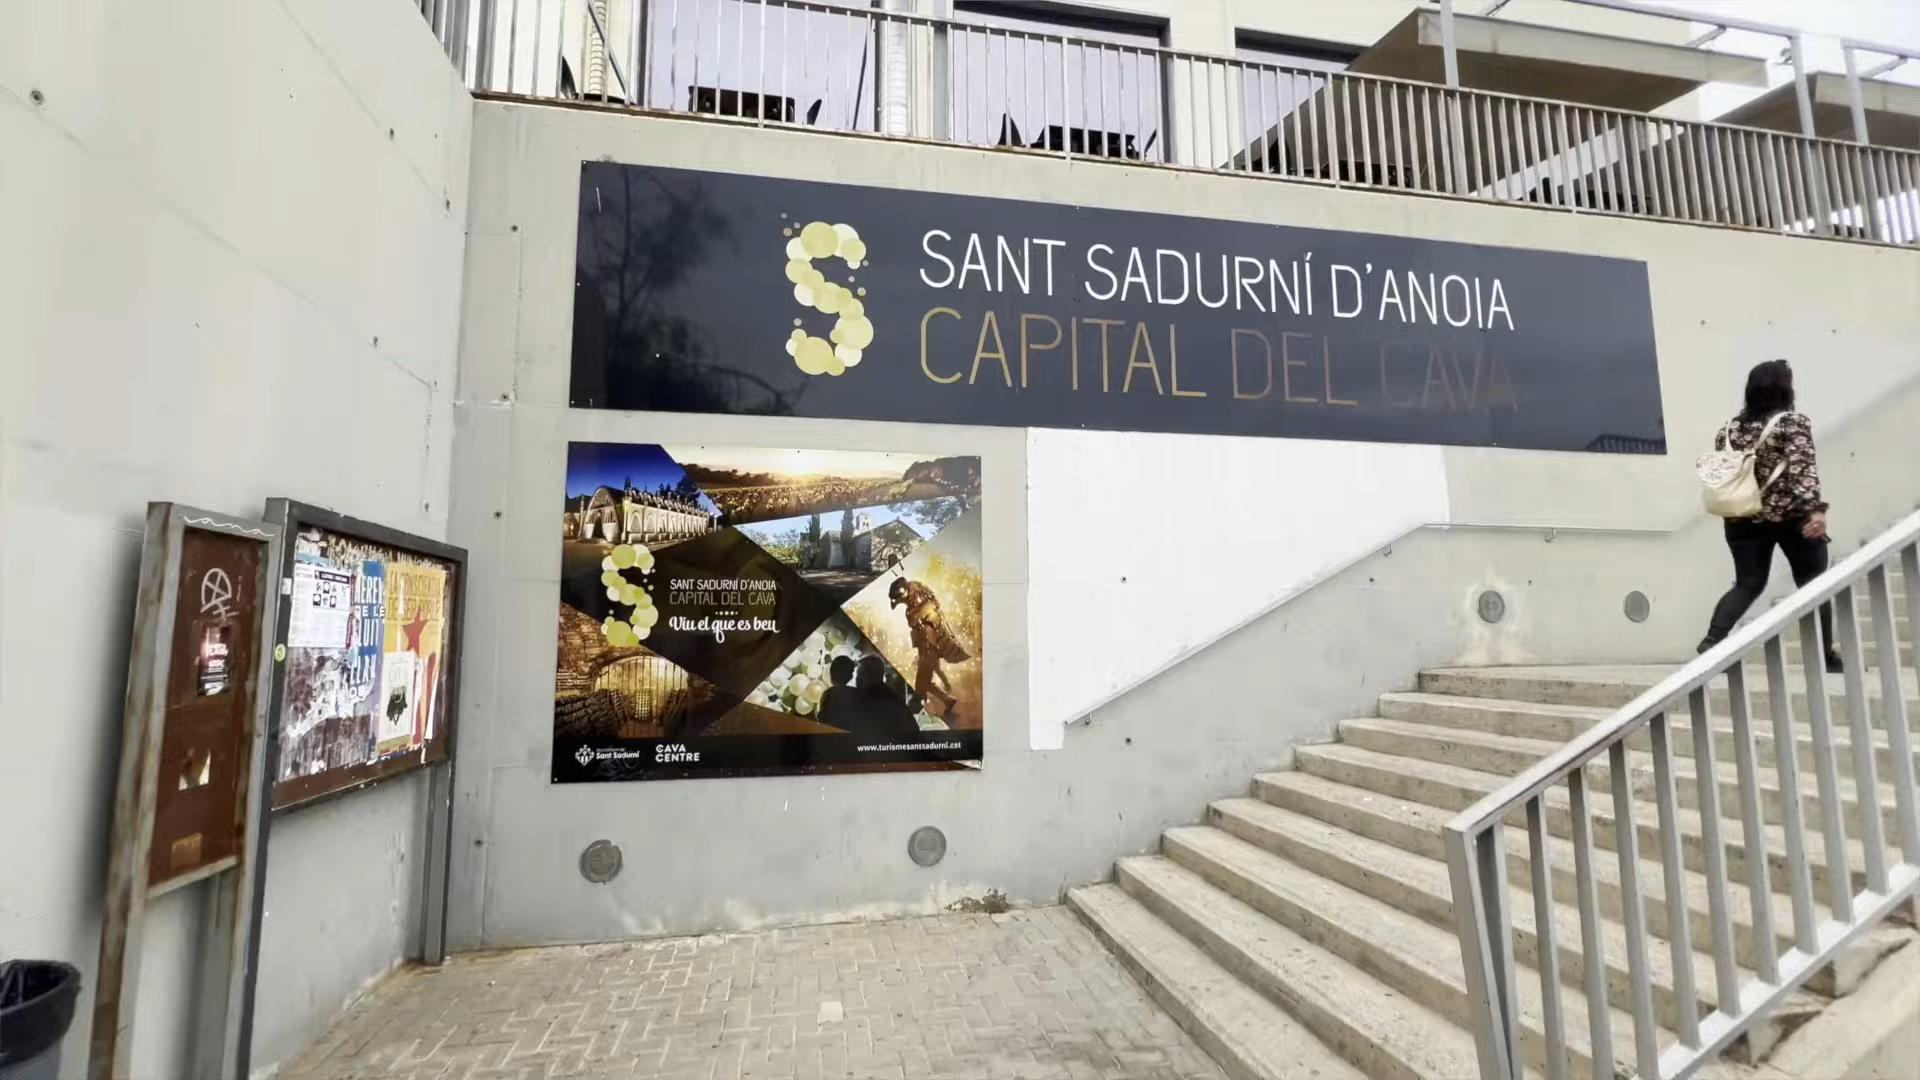 SANT SADURNÍ D'ANOIA
CAPITAL DEL CAVA
SANT SADURNÍ D'ANOIA
CAPITAL DEL CAVA
Viu el que es beu
Sant Sadurní
CAVA
CENTRE
www.turismesantsadurni.cat